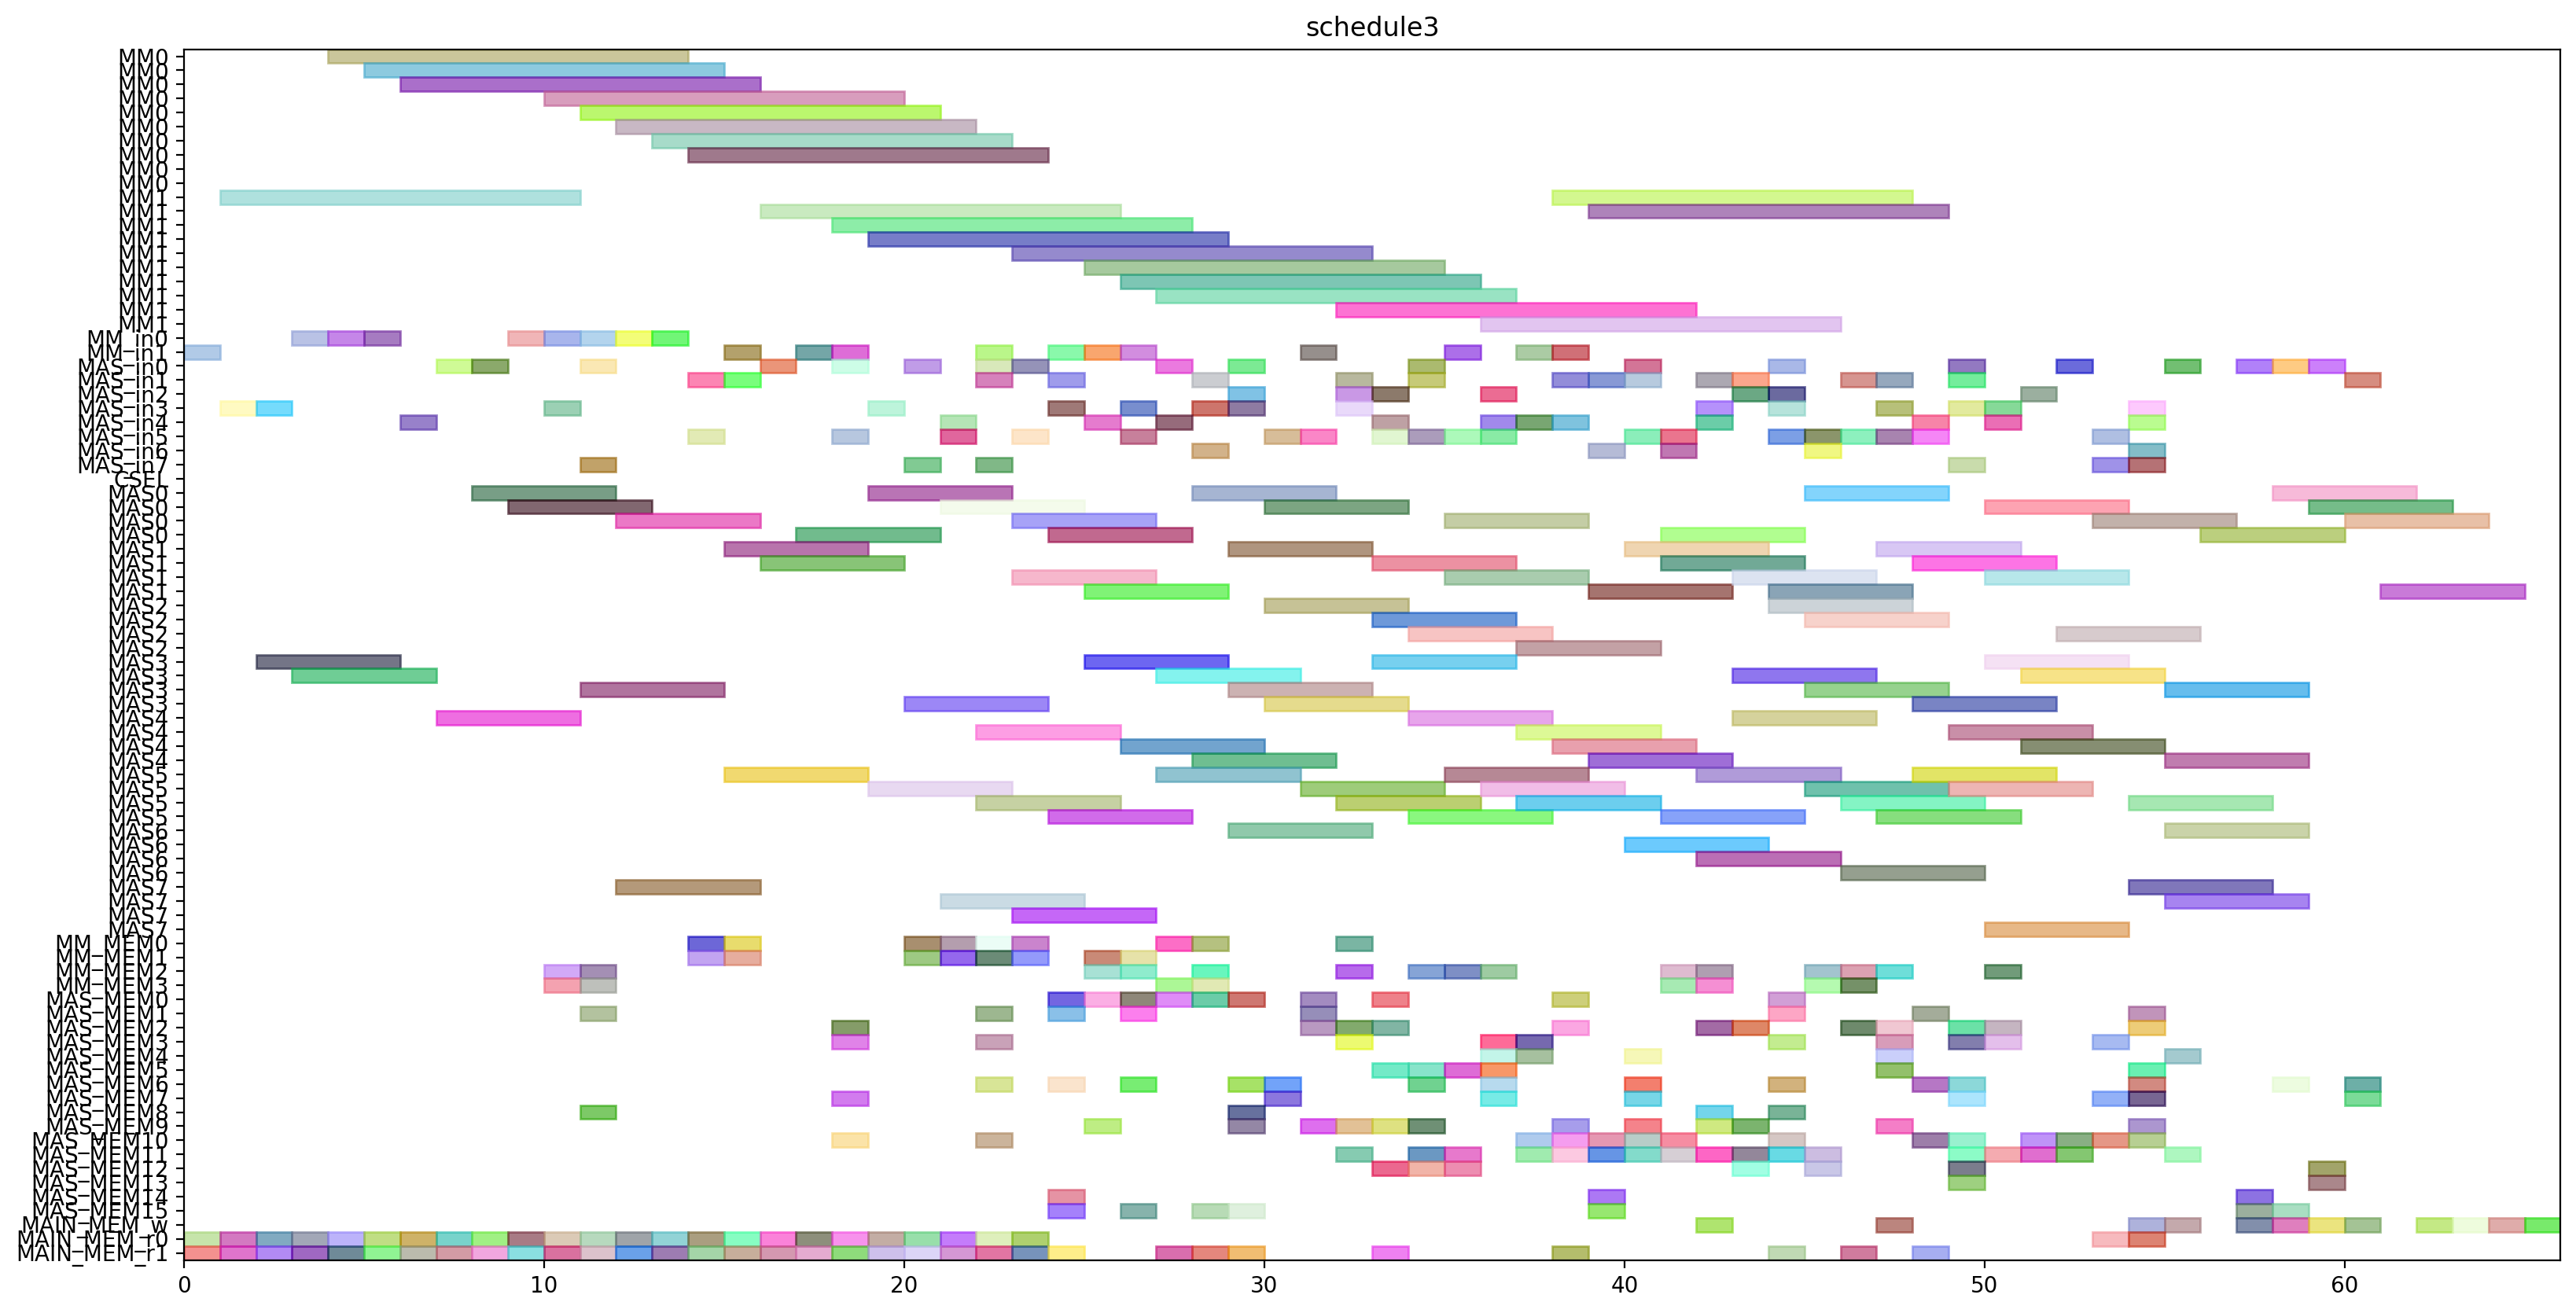 schedule3
MM0
MM0
MM0
MM0
MM0
MM0
MM0
MM0
MM0
MM0
MM1
MM1
MM1
MM1
MM1
MM1
MM1
MM1
MM1
MM1
MM_in0
MM_in1
MAS_in0
MAS_in1
MAS_in2
MAS_in3
MAS_in4
MAS_in5
MAS_in6
MAS_in7
CSEL
MAS0
MAS0
MAS0
MAS0
MAS1
MAS1
MAS1
MAS1
MAS2
MAS2
MAS2
MAS2
MAS3
MAS3
MAS3
MAS3
MAS4
MAS4
MAS4
MAS4
MAS5
MAS5
MAS5
MAS5
MAS6
MAS6
MAS6
MAS6
MAS7
MAS7
MAS7
MAS7
MM_MEM0
MM_MEM1
MM_MEM2
MM_MEM3
MAS_MEM0
MAS_MEM1
MAS_MEM2
MAS_MEM3
MAS_MEM4
MAS_MEM5
MAS_MEM6
MAS_MEM7
MAS_MEM8
MAS_MEM9
MAS_MEM10
MAS_MEM11
MAS_MEM12
MAS_MEM13
MAS_MEM14
MAS_MEM15
MAIN_MEM_w
MAIN_MEM_r0
MAIN_MEM_r1
0 10 20 30 40 50 60